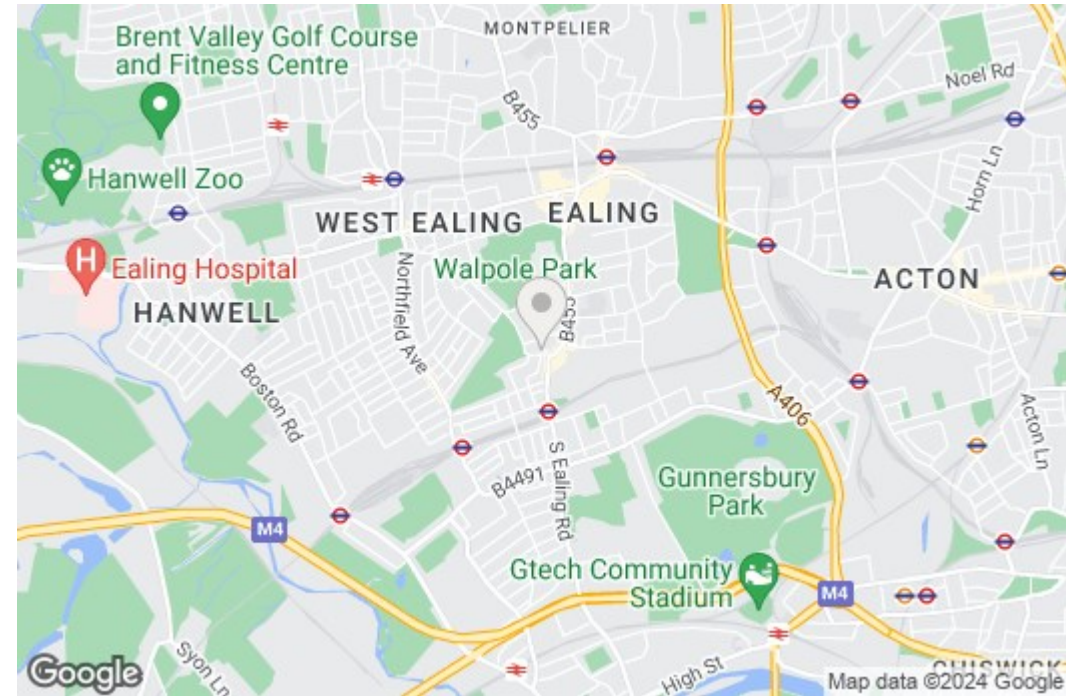 MONTPELIER
Brent Valley Golf Course
and Fitness Centre
Noel Rd
B455
Horn Ln
Hanwell Zoo
WEST EALING
EALING
H
Ealing Hospital
Walpole Park
ACTON
HANWELL
Northfield Ave
B455
Boston Rd
A406
Acton Ln
S Ealing Rd
B4491
Gunnersbury
Park
M4
Gtech Community
Stadium
M4
Syon Ln
High St
CHISWICK
Google
Map data ©2024 Google